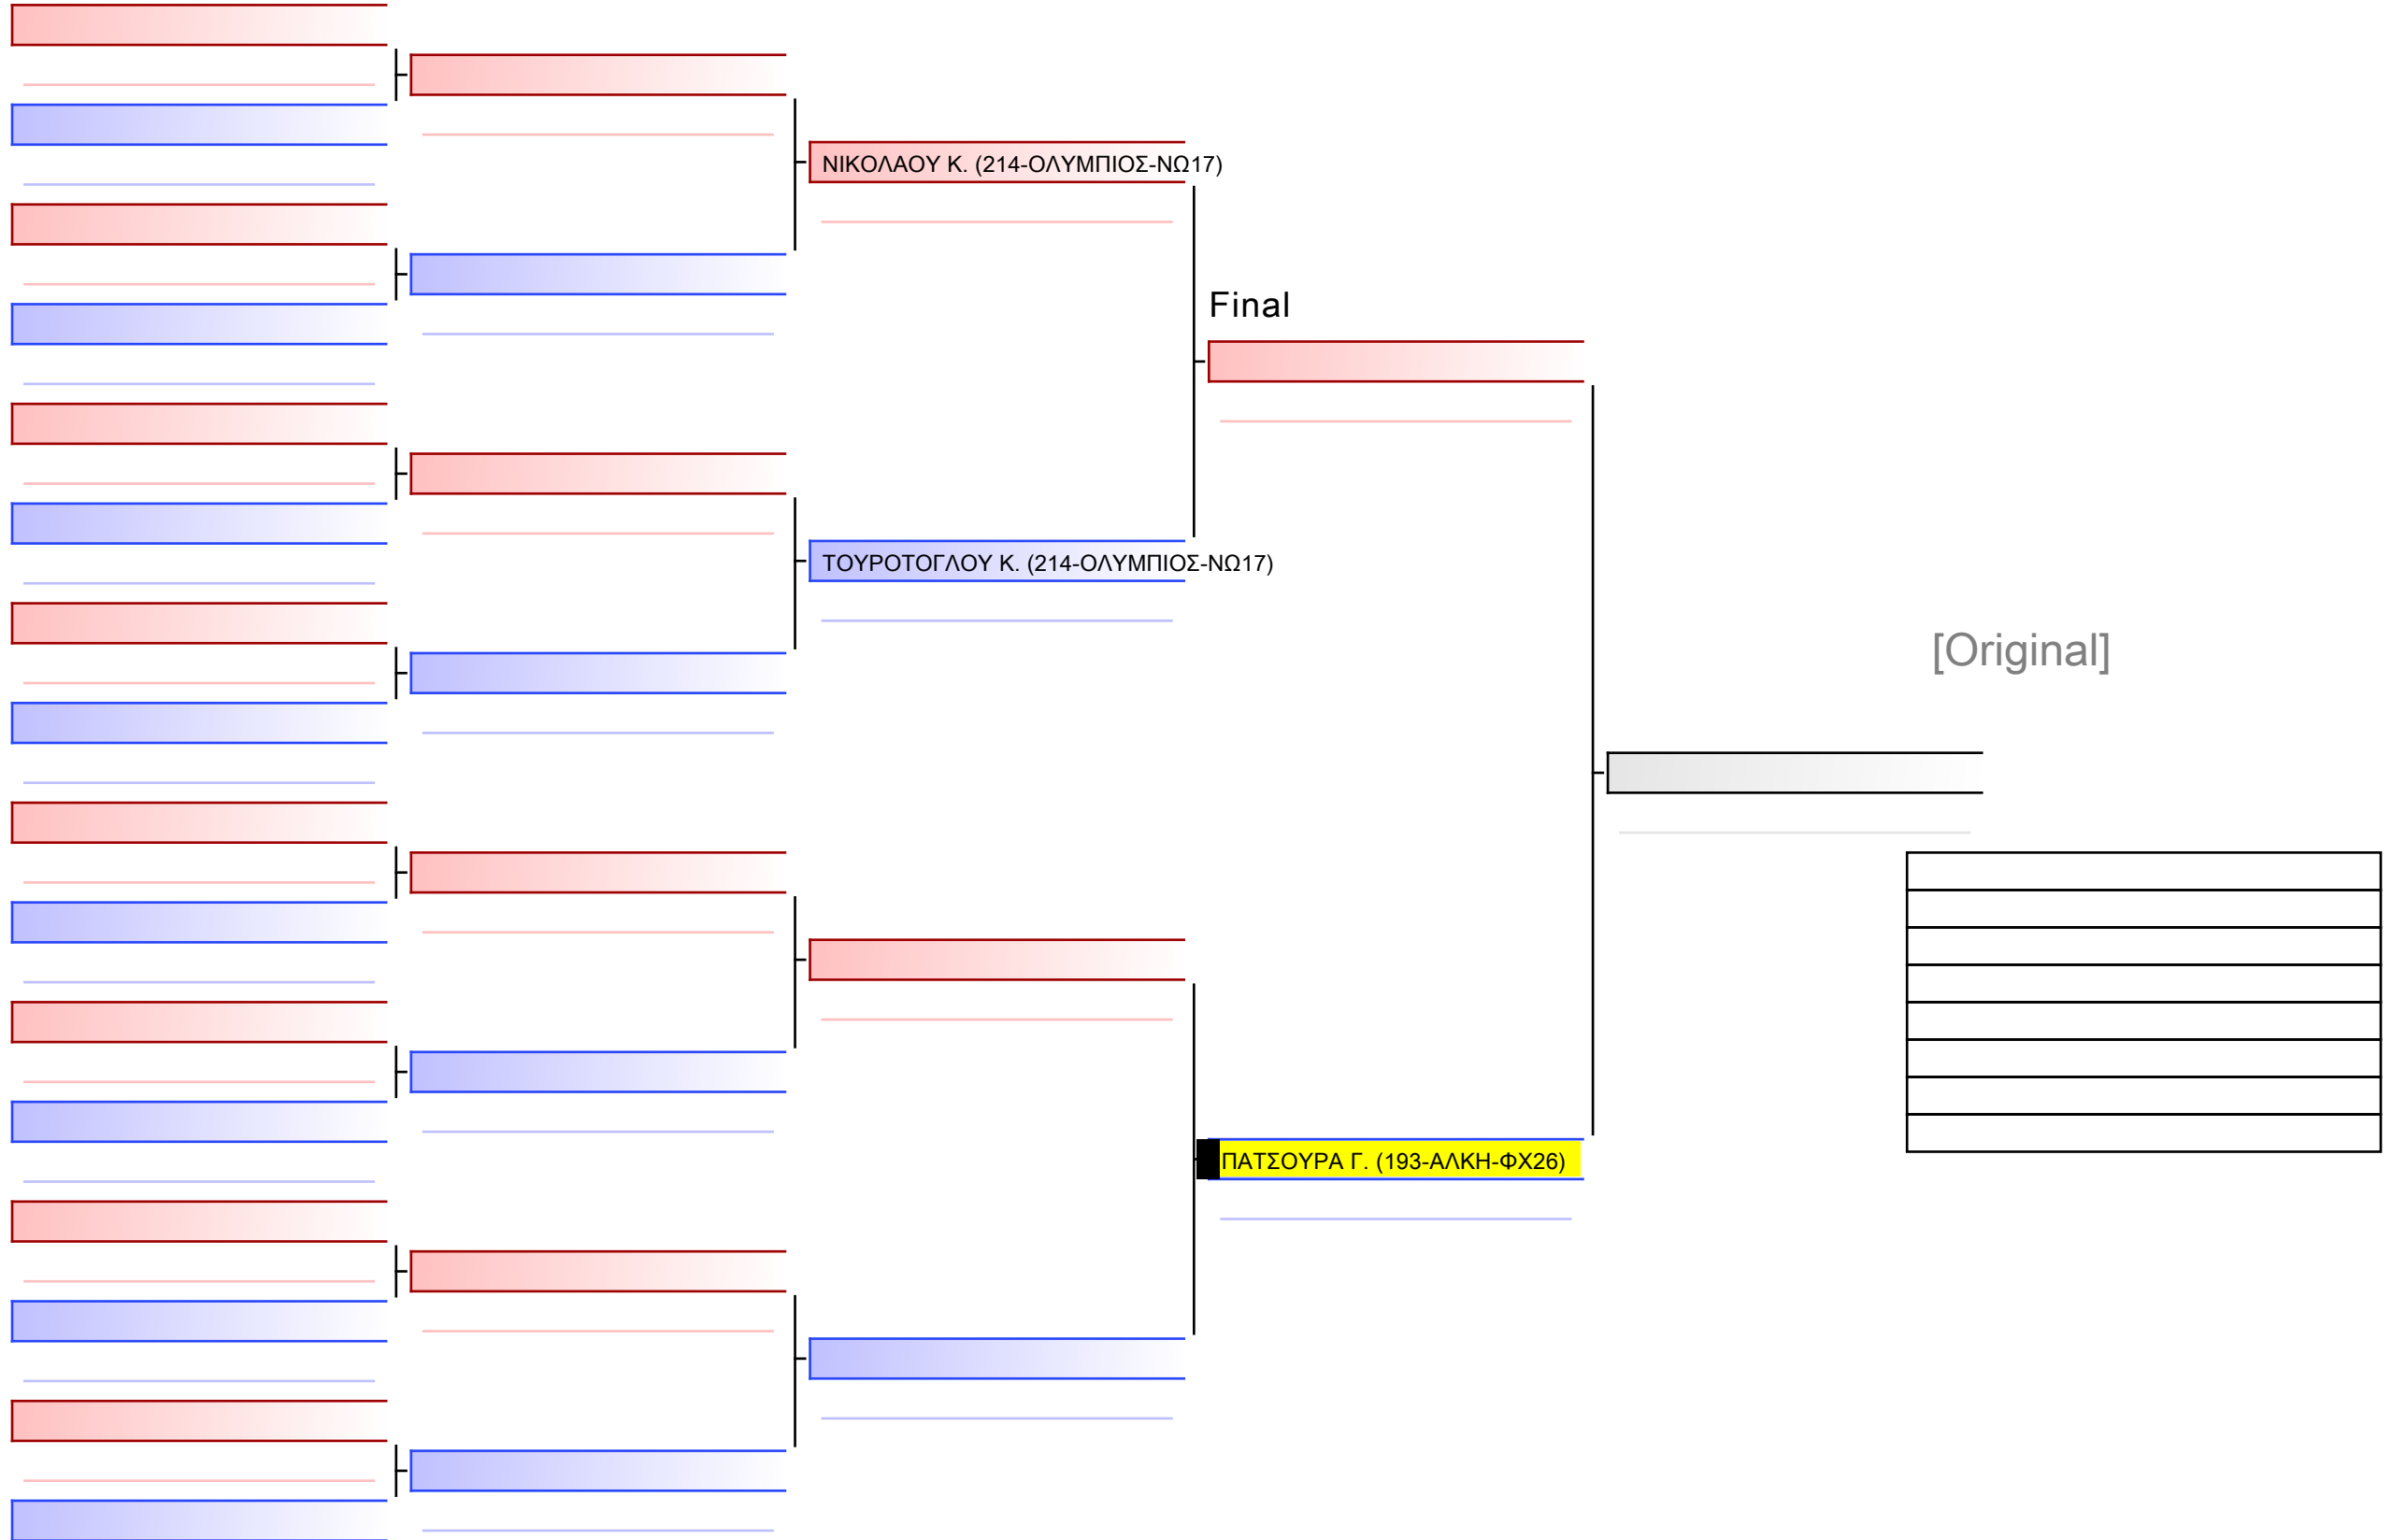 ΝΙΚΟΛΑΟΥ Κ. (214-ΟΛΥΜΠΙΟΣ-ΝΩ17)
Final
ΤΟΥΡΟΤΟΓΛΟΥ Κ. (214-ΟΛΥΜΠΙΟΣ-ΝΩ17)
[Original]
ΠΑΤΣΟΥΡΑ Γ. (193-ΑΛΚΗ-ΦΧ26)